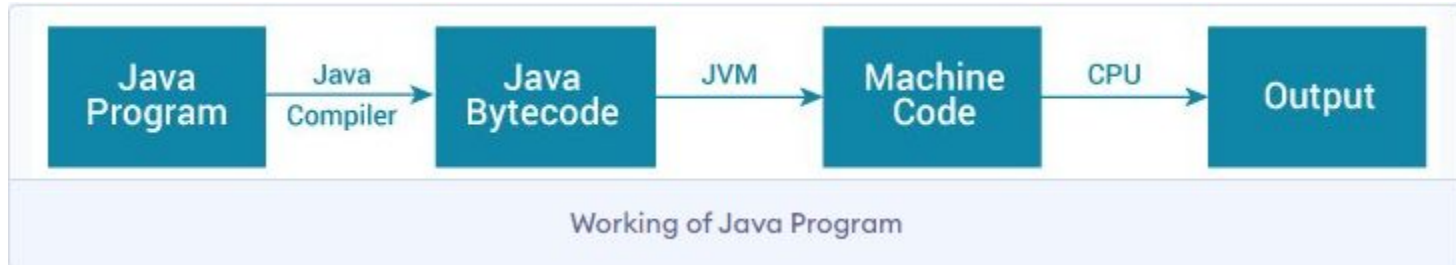 Java
Program
Java
Compiler
Java
Bytecode
JVM
Machine
Code
CPU
Output
Working of Java Program